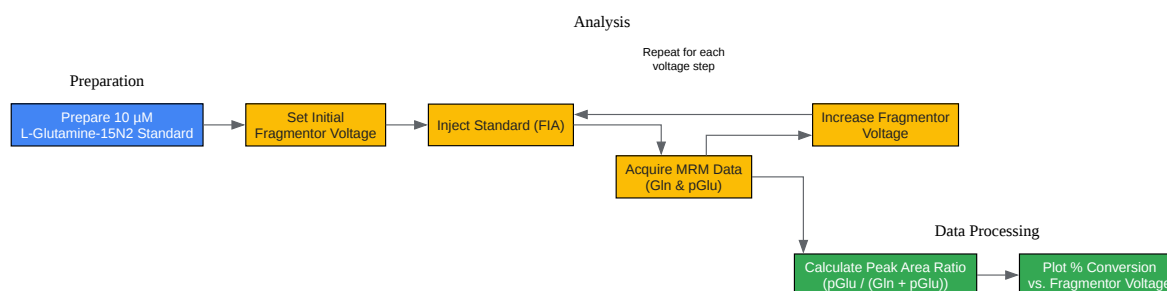 Analysis
Repeat for each
voltage step
Preparation
Prepare 10 µM
L-Glutamine-15N2 Standard
Set Initial
Fragmentor Voltage
Inject Standard (FIA)
Increase Fragmentor
Voltage
Acquire MRM Data
(Gln & pGlu)
Data Processing
Calculate Peak Area Ratio
(pGlu / (Gln + pGlu))
Plot % Conversion
vs. Fragmentor Voltage